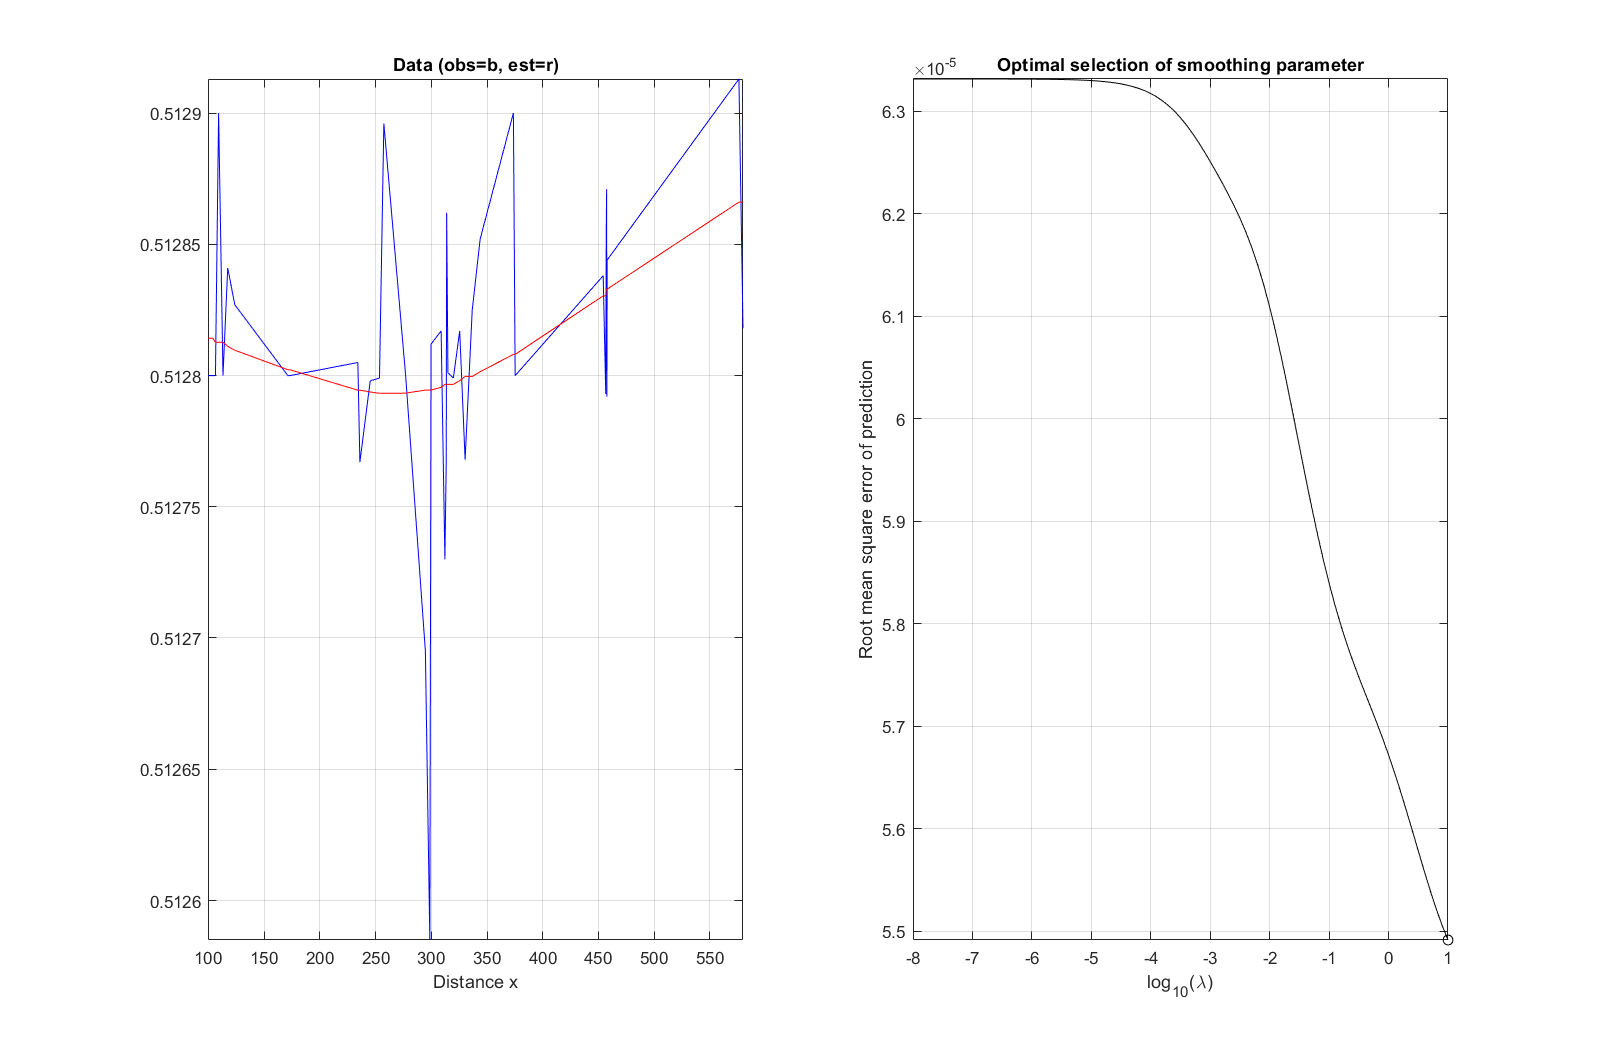 Data (obs=b, est=r)
0.5129
0.51285
0.5128
0.51275
0.5127
0.51265
0.5126
100 150 200 250 300 350 400 450 500 550
Distance x
×10⁻⁵
Optimal selection of smoothing parameter
6.3
6.2
6.1
6
5.9
5.8
5.7
5.6
5.5
Root mean square error of prediction
-8 -7 -6 -5 -4 -3 -2 -1 0 1
log₁₀(λ)